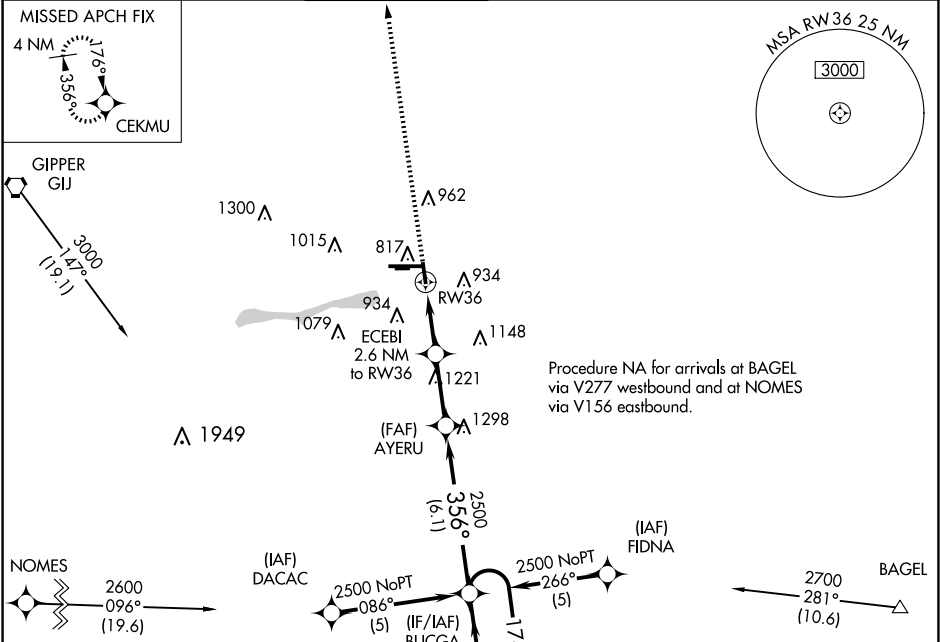 MISSED APCH FIX
4 NM
176°
356°
CEKMU
MSA RW36 25 NM
3000
GIPPER
GIJ
3000
147°
(19.1)
1300
962
1015
817
934
RW36
934
1079
1148
ECEBI
2.6 NM
to RW36
1221
Procedure NA for arrivals at BAGEL
via V277 westbound and at NOMES
via V156 eastbound.
1949
(FAF)
AYERU
1298
2500
356°
(6.1)
(IAF)
FIDNA
NOMES
2600
096°
(19.6)
(IAF)
DACAC
2500 NoPT
086°
(5)
2500 NoPT
266°
(5)
BAGEL
2700
281°
(10.6)
(IF/IAF)